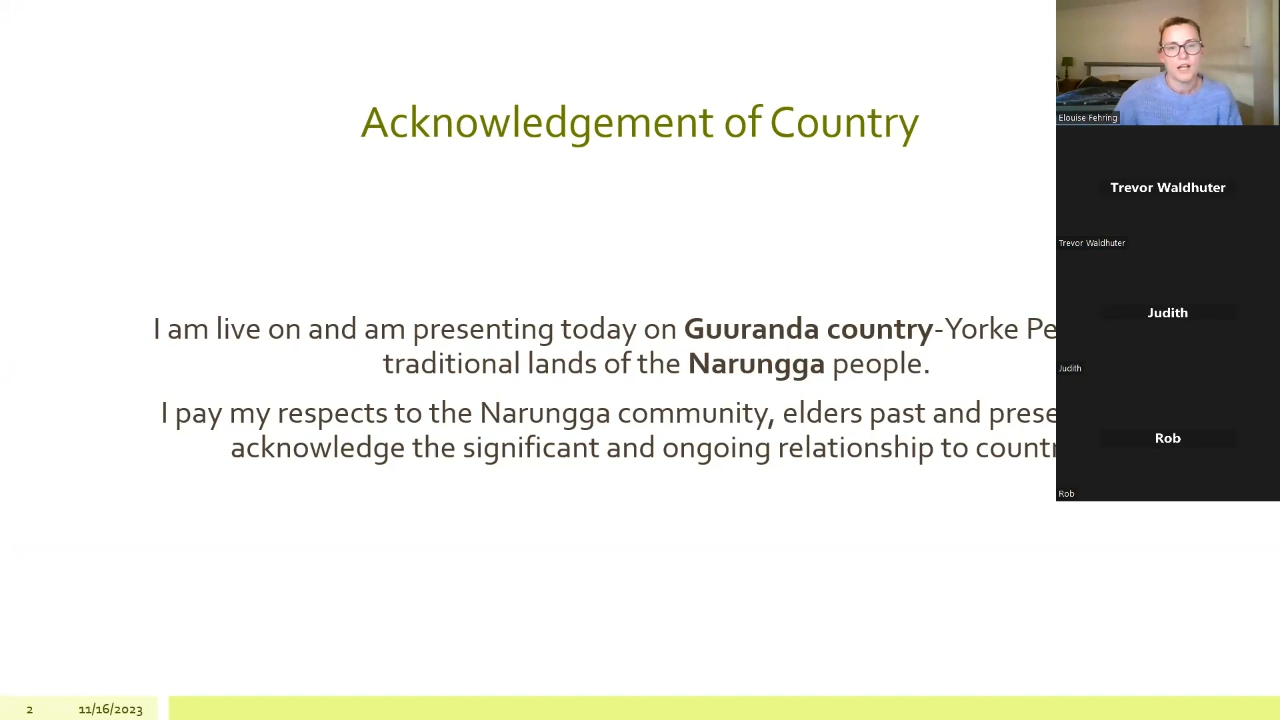 Acknowledgement of Country
I am live on and am presenting today on Guuranda country-Yorke Pe
traditional lands of the Narungga people.
I pay my respects to the Narungga community, elders past and prese
acknowledge the significant and ongoing relationship to countr
2 11/16/2023
Elouise Fehring
Trevor Waldhuter
Trevor Waldhuter
Judith
Judith
Rob
Rob